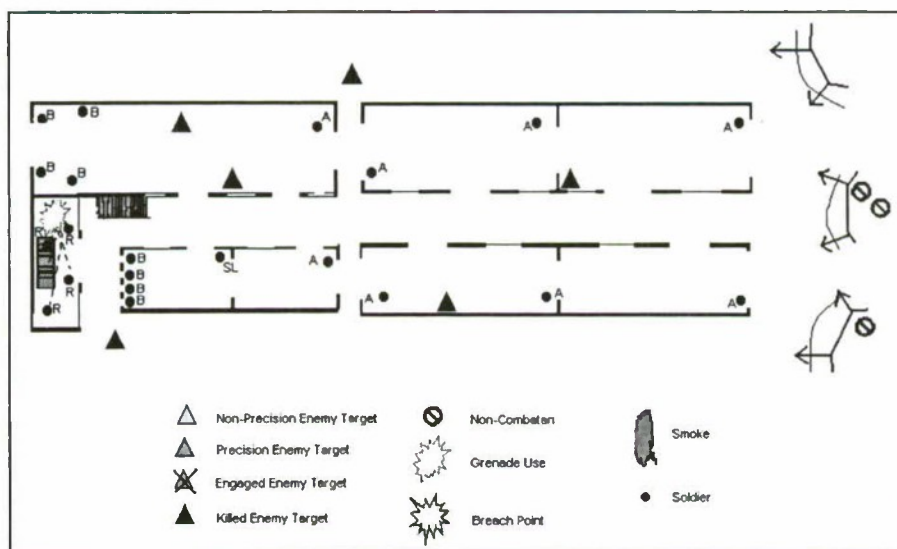 B B A A A
B B A
R R
B SL A
B
R B
R B A A A
Non-Precision Enemy Target
Precision Enemy Target
Engaged Enemy Target
Killed Enemy Target
Non-Combatan
Grenade Use
Breach Point
Smoke
Soldier